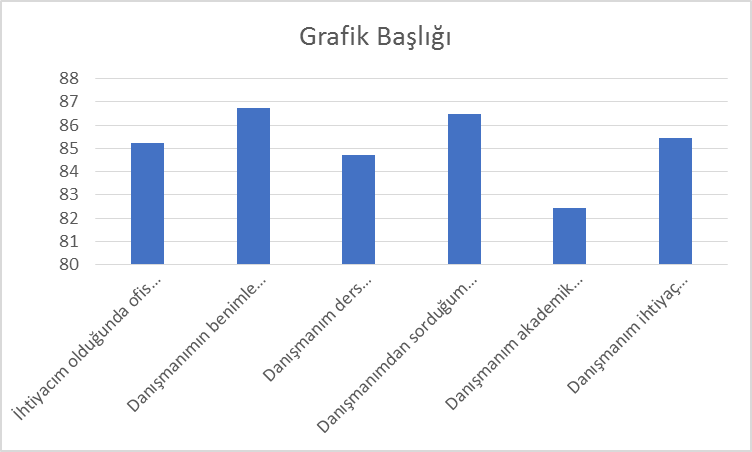 Grafik Başlığı
88
87
86
85
84
83
82
81
80
İhtiyacım olduğunda ofis...
Danışmanımın benimle...
Danışmanım ders...
Danışmanımdan sorduğum...
Danışmanım akademik...
Danışmanım ihtiyaç...